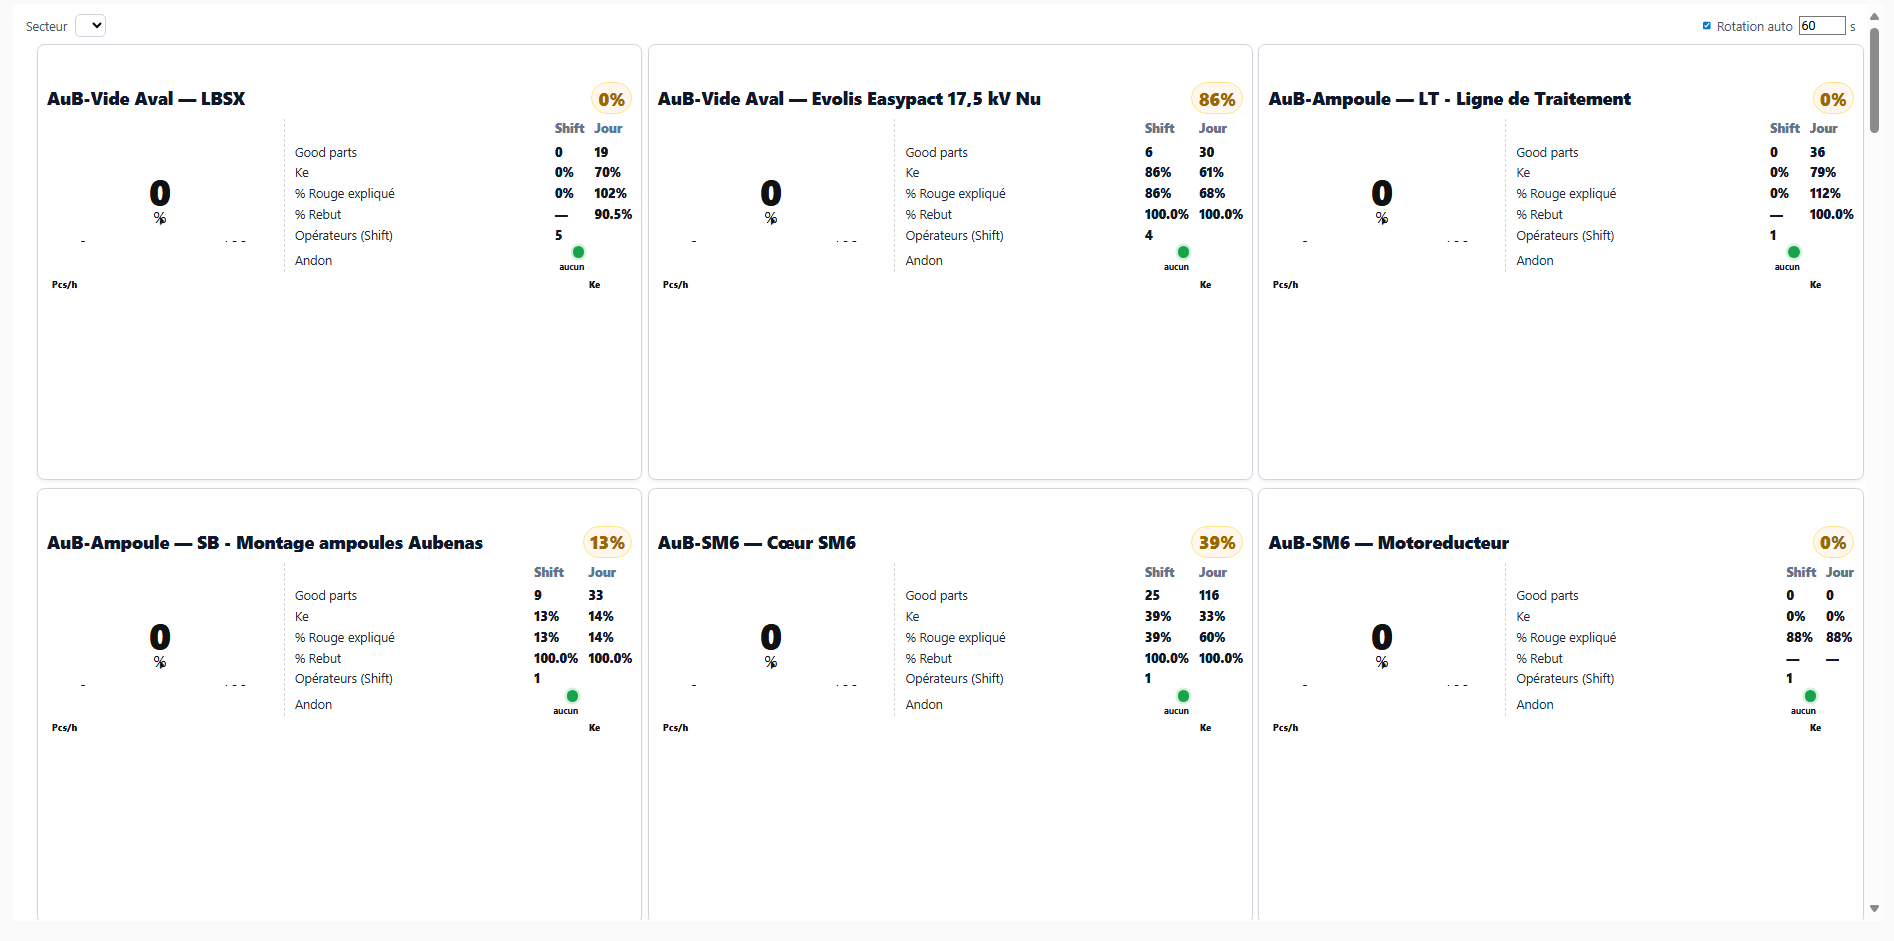 Secteur
Rotation auto 60 s
AuB-Vide Aval — LBSX 0%
Shift Jour
Good parts 0 19
Ke 0% 70%
% Rouge expliqué 0% 102%
% Rebut — 90.5%
Opérateurs (Shift) 5
Andon
aucun
0
%
Pcs/h Ke
AuB-Vide Aval — Evolis Easypact 17,5 kV Nu 86%
Shift Jour
Good parts 6 30
Ke 86% 61%
% Rouge expliqué 86% 68%
% Rebut 100.0% 100.0%
Opérateurs (Shift) 4
Andon
aucun
0
%
Pcs/h Ke
AuB-Ampoule — LT - Ligne de Traitement 0%
Shift Jour
Good parts 0 36
Ke 0% 79%
% Rouge expliqué 0% 112%
% Rebut — 100.0%
Opérateurs (Shift) 1
Andon
aucun
0
%
Pcs/h Ke
AuB-Ampoule — SB - Montage ampoules Aubenas 13%
Shift Jour
Good parts 9 33
Ke 13% 14%
% Rouge expliqué 13% 14%
% Rebut 100.0% 100.0%
Opérateurs (Shift) 1
Andon
aucun
0
%
Pcs/h Ke
AuB-SM6 — Cœur SM6 39%
Shift Jour
Good parts 25 116
Ke 39% 33%
% Rouge expliqué 39% 60%
% Rebut 100.0% 100.0%
Opérateurs (Shift) 1
Andon
aucun
0
%
Pcs/h Ke
AuB-SM6 — Motoreducteur 0%
Shift Jour
Good parts 0 0
Ke 0% 0%
% Rouge expliqué 88% 88%
% Rebut — —
Opérateurs (Shift) 1
Andon
aucun
0
%
Pcs/h Ke